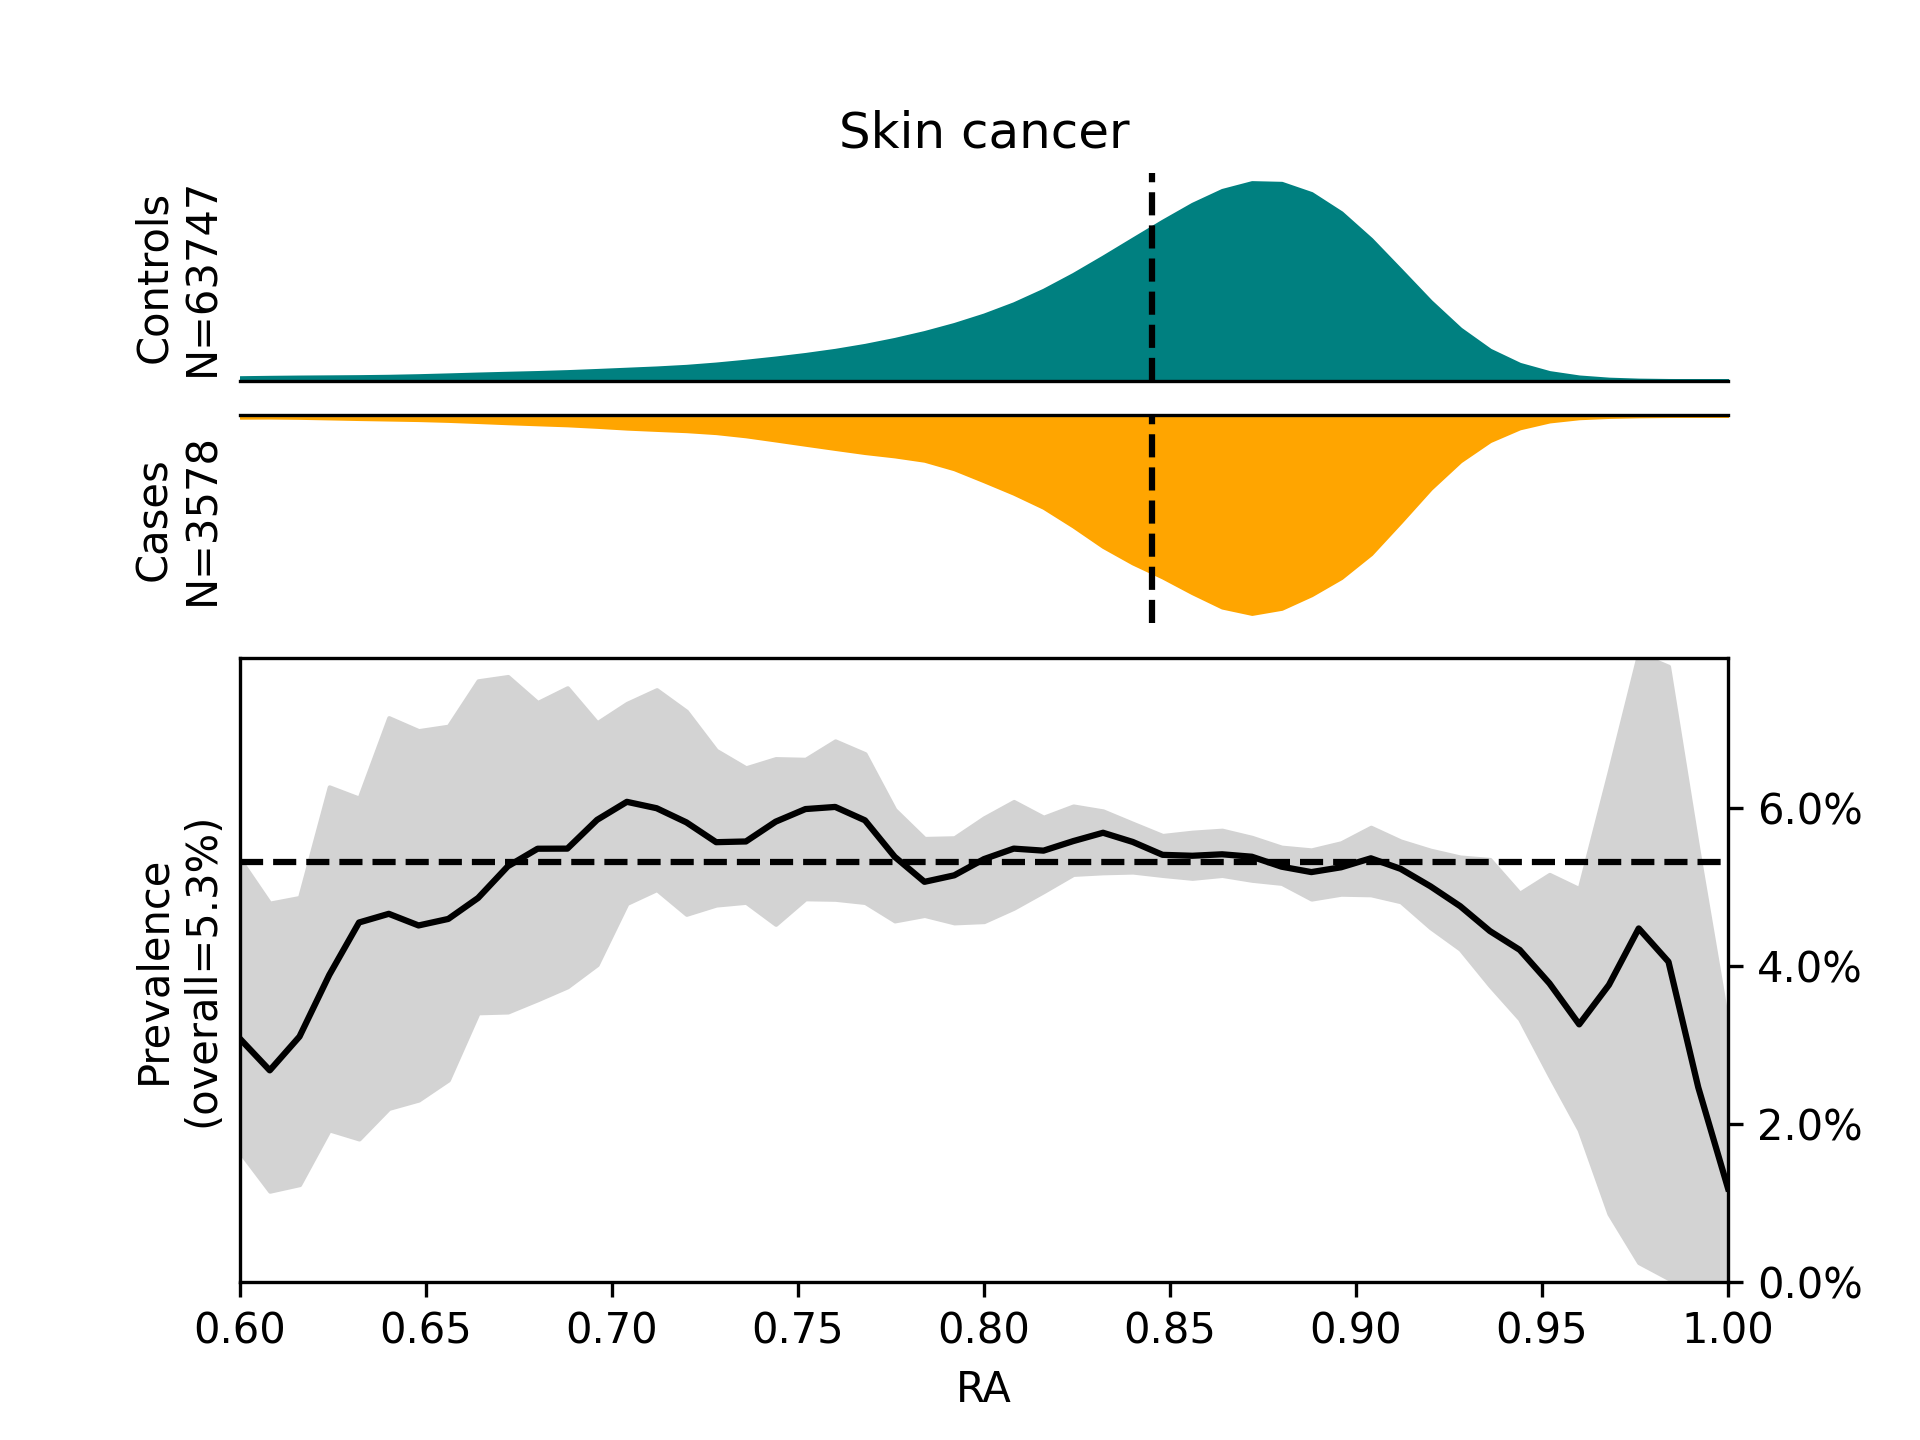 Skin cancer
Controls
N=63747
Cases
N=3578
Prevalence
(overall=5.3%)
6.0%
4.0%
2.0%
0.0%
0.60 0.65 0.70 0.75 0.80 0.85 0.90 0.95 1.00
RA